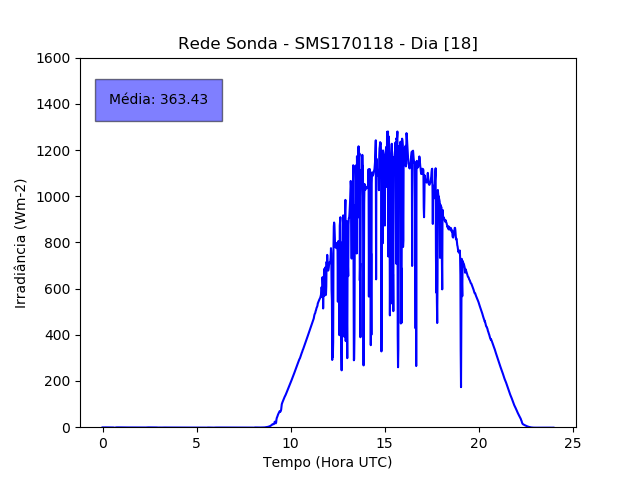 Rede Sonda - SMS170118 - Dia [18]
Média: 363.43
Irradiância (Wm-2)
1600
1400
1200
1000
800
600
400
200
0
0 5 10 15 20 25
Tempo (Hora UTC)